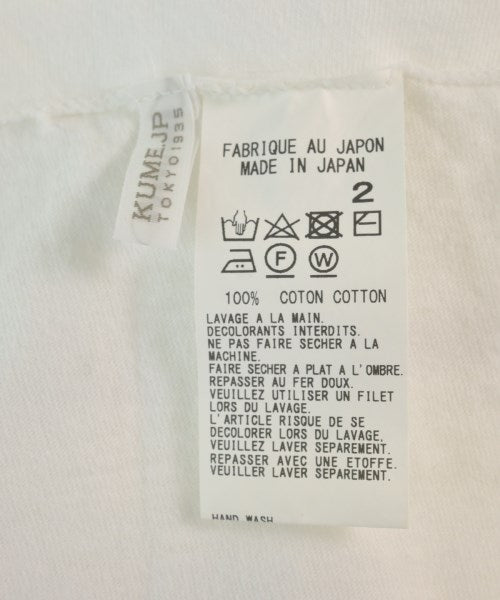 KUME.JP
TOKYO1935
FABRIQUE AU JAPON
MADE IN JAPAN
2
F W
100% COTON COTTON
LAVAGE A LA MAIN.
DECOLORANTS INTERDITS.
NE PAS FAIRE SECHER A LA
MACHINE.
FAIRE SECHER A PLAT A L'OMBRE.
REPASSER AU FER DOUX.
VEUILLEZ UTILISER UN FILET
LORS DU LAVAGE.
L'ARTICLE RISQUE DE SE
DECOLORER LORS DU LAVAGE,
VEUILLEZ LAVER SEPAREMENT.
REPASSER AVEC UNE ETOFFE.
VEUILLER LAVER SEPAREMENT.
HAND WASH